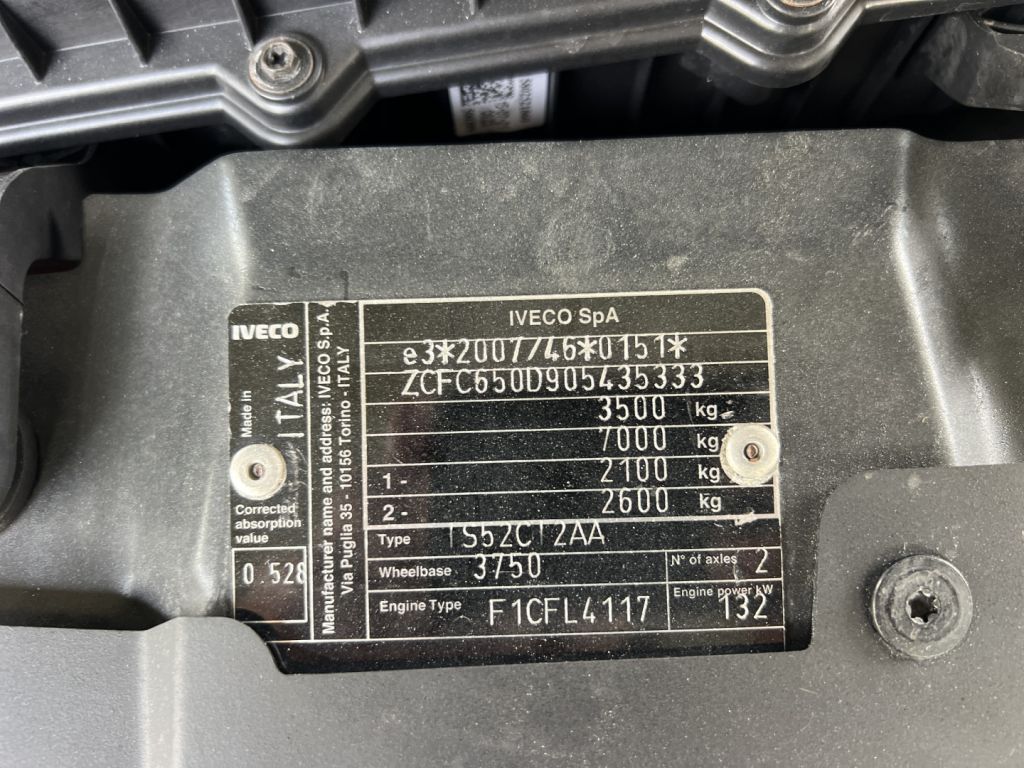 IVECO
Made in
ITALY
Corrected
absorption
value
0.528
Manufacturer name and address: IVECO S.p.A.
Via Puglia 35 - 10156 Torino - ITALY
IVECO SpA
e3*2007/46*0151*
ZCFC650D905435333
3500 kg
7000 kg
1- 2100 kg
2- 2600 kg
Type IS52CI2AA
Wheelbase 3750
N° of axles 2
Engine Type F1CFL4117
Engine power kW
132